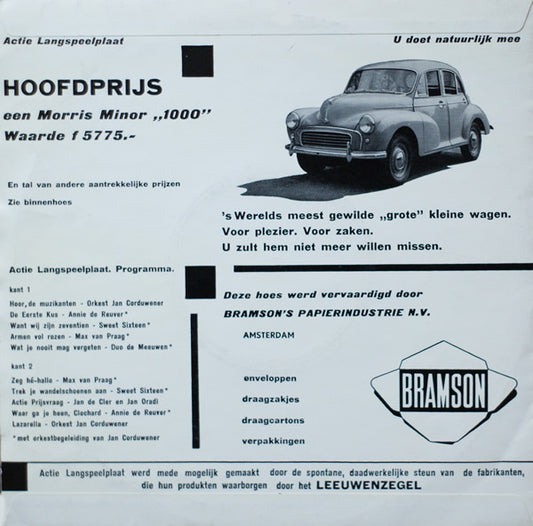 Actie Langspeelplaat
U doet natuurlijk mee
HOOFDPRIJS
een Morris Minor „1000”
Waarde f 5775.-
En tal van andere aantrekkelijke prijzen
Zie binnenhoes
's Werelds meest gewilde „grote” kleine wagen.
Voor plezier. Voor zaken.
U zult hem niet meer willen missen.
Actie Langspeelplaat. Programma.
kant 1
Hoor, de muzikanten - Orkest Jan Corduwener
De Eerste Kus - Annie de Reuver*
Want wij zijn zeventien - Sweet Sixteen*
Armen vol rozen - Max van Praag*
Wat je nooit mag vergeten - Duo de Meeuwen*
kant 2
Zeg hé-hallo - Max van Praag*
Trek je wandelschoenen aan - Sweet Sixteen*
Actie Prijsvraag - Jan de Cler en Jan Oradi
Waar ga je heen, Clochard - Annie de Reuver*
Lazarella - Orkest Jan Corduwener
*met orkestbegeleiding van Jan Corduwener
Deze hoes werd vervaardigd door
BRAMSON'S PAPIERINDUSTRIE N.V.
AMSTERDAM
enveloppen
draagzakjes
draagcartons
verpakkingen
BRAMSON
Actie Langspeelplaat werd mede mogelijk gemaakt door de spontane, daadwerkelijke steun van de fabrikanten,
die hun produkten waarborgen door het LEEUWENZEGEL